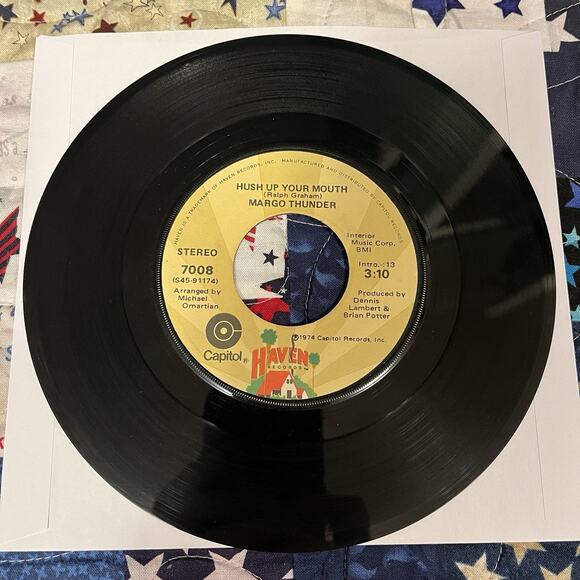 HAVEN IS A TRADEMARK OF HAVEN RECORDS, INC. MANUFACTURED AND DISTRIBUTED BY CAPITOL RECORDS
HUSH UP YOUR MOUTH
(Ralph Graham)
MARGO THUNDER
STEREO
7008
(S45-91174)
Arranged by
Michael
Omartian
Interior
Music Corp.
BMI
Intro.-:13
3:10
Produced by
Dennis
Lambert &
Brian Potter
℗1974 Capitol Records, Inc.
Capitol®
HAVEN
RECORDS™